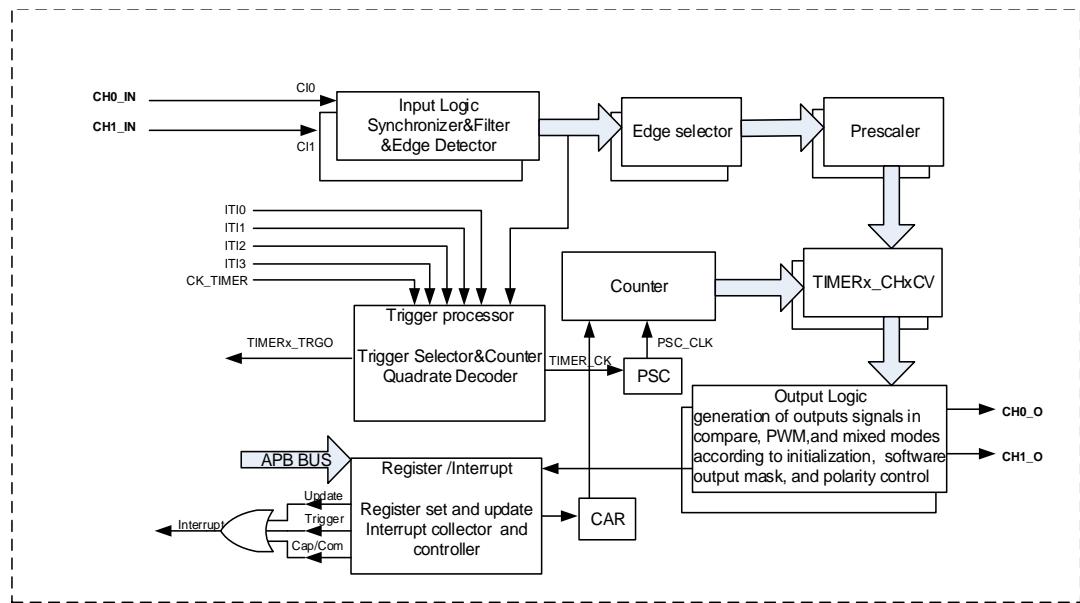 CH0_IN
CH1_IN
CI0
CI1
Input Logic
Synchronizer&Filter
&Edge Detector
Edge selector
Prescaler
ITI0
ITI1
ITI2
ITI3
CK_TIMER
Counter
TIMERx_CHxCV
Trigger processor
Trigger Selector&Counter
Quadrate Decoder
TIMERx_TRGO
TIMER_CK
PSC_CLK
PSC
Output Logic
generation of outputs signals in
compare, PWM,and mixed modes
according to initialization, software
output mask, and polarity control
CH0_O
CH1_O
APB BUS
Register /Interrupt
Register set and update
Interrupt collector and
controller
CAR
Update
Trigger
Cap/Com
Interrupt